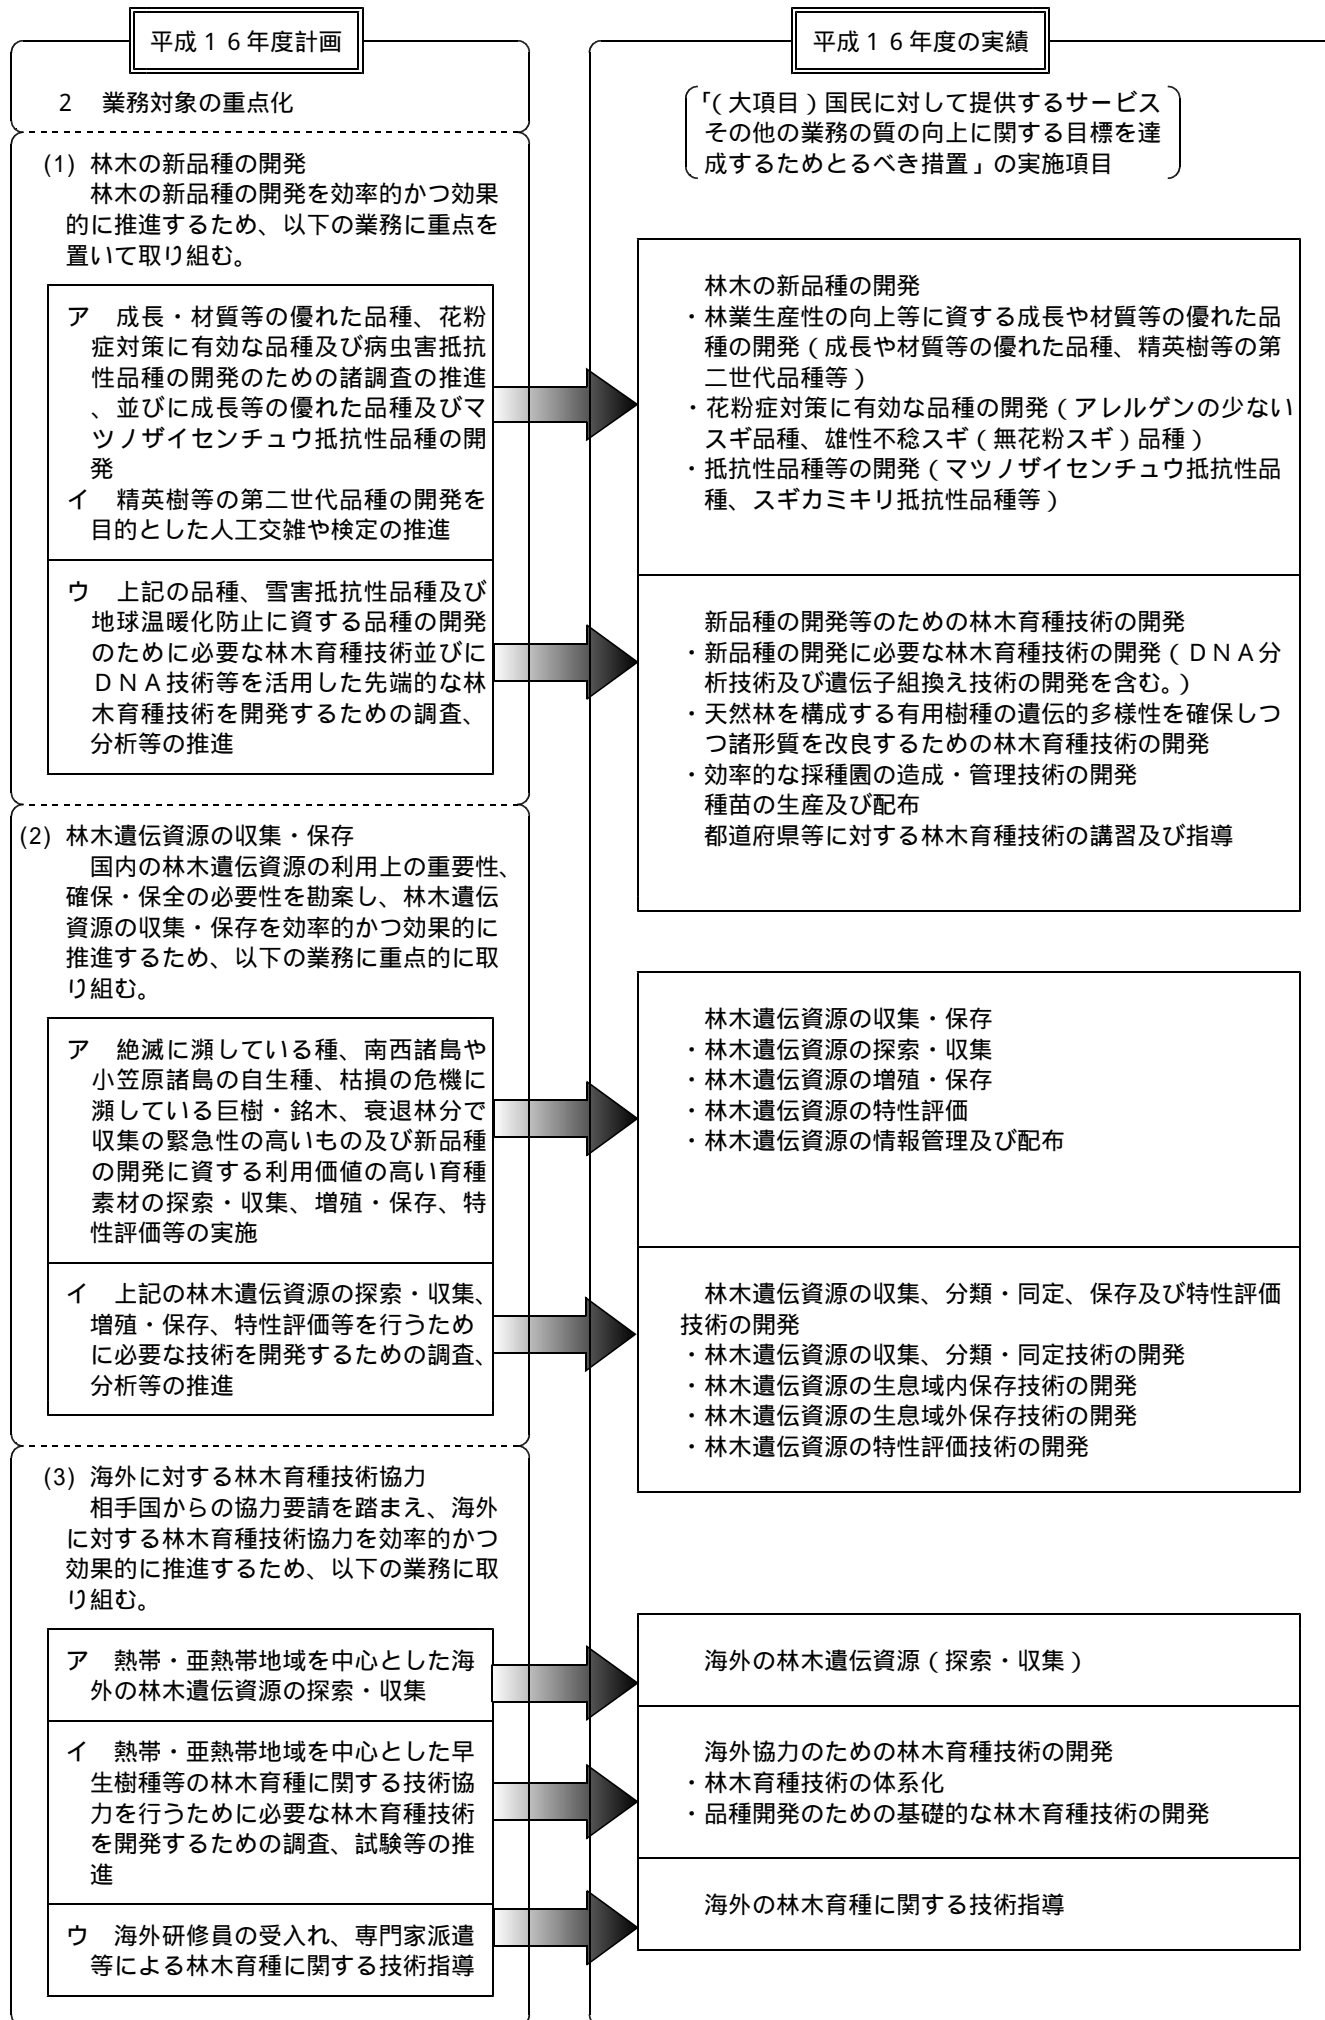 平成１６年度計画
２　業務対象の重点化
(1) 林木の新品種の開発
林木の新品種の開発を効率的かつ効果
的に推進するため、以下の業務に重点を
置いて取り組む。
ア　成長・材質等の優れた品種、花粉
症対策に有効な品種及び病虫害抵抗
性品種の開発のための諸調査の推進
、並びに成長等の優れた品種及びマ
ツノザイセンチュウ抵抗性品種の開
発
イ　精英樹等の第二世代品種の開発を
目的とした人工交雑や検定の推進
ウ　上記の品種、雪害抵抗性品種及び
地球温暖化防止に資する品種の開発
のために必要な林木育種技術並びに
ＤＮＡ技術等を活用した先端的な林
木育種技術を開発するための調査、
分析等の推進
(2) 林木遺伝資源の収集・保存
国内の林木遺伝資源の利用上の重要性、
確保・保全の必要性を勘案し、林木遺伝
資源の収集・保存を効率的かつ効果的に
推進するため、以下の業務に重点的に取
り組む。
ア　絶滅に瀕している種、南西諸島や
小笠原諸島の自生種、枯損の危機に
瀕している巨樹・銘木、衰退林分で
収集の緊急性の高いもの及び新品種
の開発に資する利用価値の高い育種
素材の探索・収集、増殖・保存、特
性評価等の実施
イ　上記の林木遺伝資源の探索・収集、
増殖・保存、特性評価等を行うため
に必要な技術を開発するための調査、
分析等の推進
(3) 海外に対する林木育種技術協力
相手国からの協力要請を踏まえ、海外
に対する林木育種技術協力を効率的かつ
効果的に推進するため、以下の業務に取
り組む。
ア　熱帯・亜熱帯地域を中心とした海
外の林木遺伝資源の探索・収集
イ　熱帯・亜熱帯地域を中心とした早
生樹種等の林木育種に関する技術協
力を行うために必要な林木育種技術
を開発するための調査、試験等の推
進
ウ　海外研修員の受入れ、専門家派遣
等による林木育種に関する技術指導
平成１６年度の実績
「（大項目）国民に対して提供するサービス
その他の業務の質の向上に関する目標を達
成するためとるべき措置」の実施項目
林木の新品種の開発
・林業生産性の向上等に資する成長や材質等の優れた品
種の開発（成長や材質等の優れた品種、精英樹等の第
二世代品種等）
・花粉症対策に有効な品種の開発（アレルゲンの少ない
スギ品種、雄性不稔スギ（無花粉スギ）品種）
・抵抗性品種等の開発（マツノザイセンチュウ抵抗性品
種、スギカミキリ抵抗性品種等）
新品種の開発等のための林木育種技術の開発
・新品種の開発に必要な林木育種技術の開発（ＤＮＡ分
析技術及び遺伝子組換え技術の開発を含む。）
・天然林を構成する有用樹種の遺伝的多様性を確保しつ
つ諸形質を改良するための林木育種技術の開発
・効率的な採種園の造成・管理技術の開発
種苗の生産及び配布
都道府県等に対する林木育種技術の講習及び指導
林木遺伝資源の収集・保存
・林木遺伝資源の探索・収集
・林木遺伝資源の増殖・保存
・林木遺伝資源の特性評価
・林木遺伝資源の情報管理及び配布
林木遺伝資源の収集、分類・同定、保存及び特性評価
技術の開発
・林木遺伝資源の収集、分類・同定技術の開発
・林木遺伝資源の生息域内保存技術の開発
・林木遺伝資源の生息域外保存技術の開発
・林木遺伝資源の特性評価技術の開発
海外の林木遺伝資源（探索・収集）
海外協力のための林木育種技術の開発
・林木育種技術の体系化
・品種開発のための基礎的な林木育種技術の開発
海外の林木育種に関する技術指導